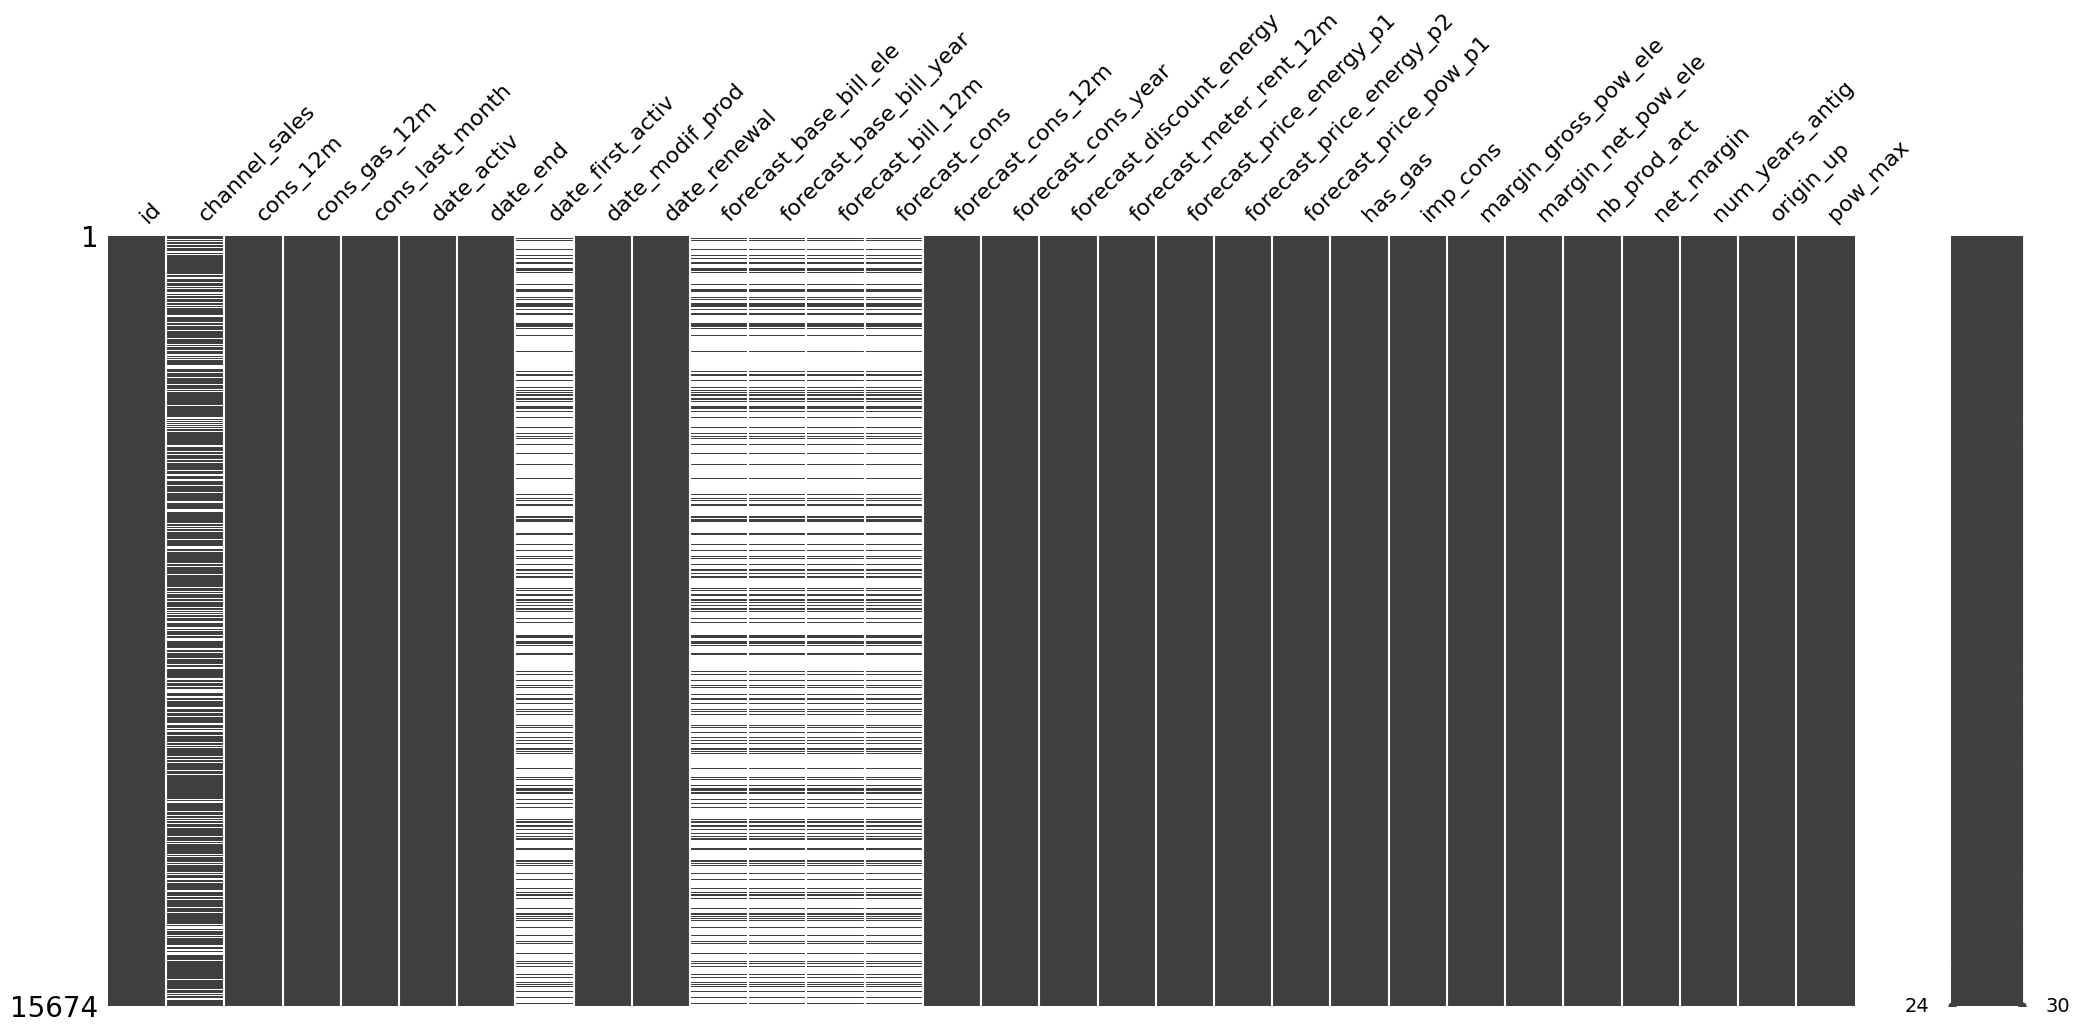 id
channel_sales
cons_12m
cons_gas_12m
cons_last_month
date_activ
date_end
date_first_activ
date_modif_prod
date_renewal
forecast_base_bill_ele
forecast_base_bill_year
forecast_bill_12m
forecast_cons
forecast_cons_12m
forecast_cons_year
forecast_discount_energy
forecast_meter_rent_12m
forecast_price_energy_p1
forecast_price_energy_p2
forecast_price_pow_p1
has_gas
imp_cons
margin_gross_pow_ele
margin_net_pow_ele
nb_prod_act
net_margin
num_years_antig
origin_up
pow_max
1
15674
24
30